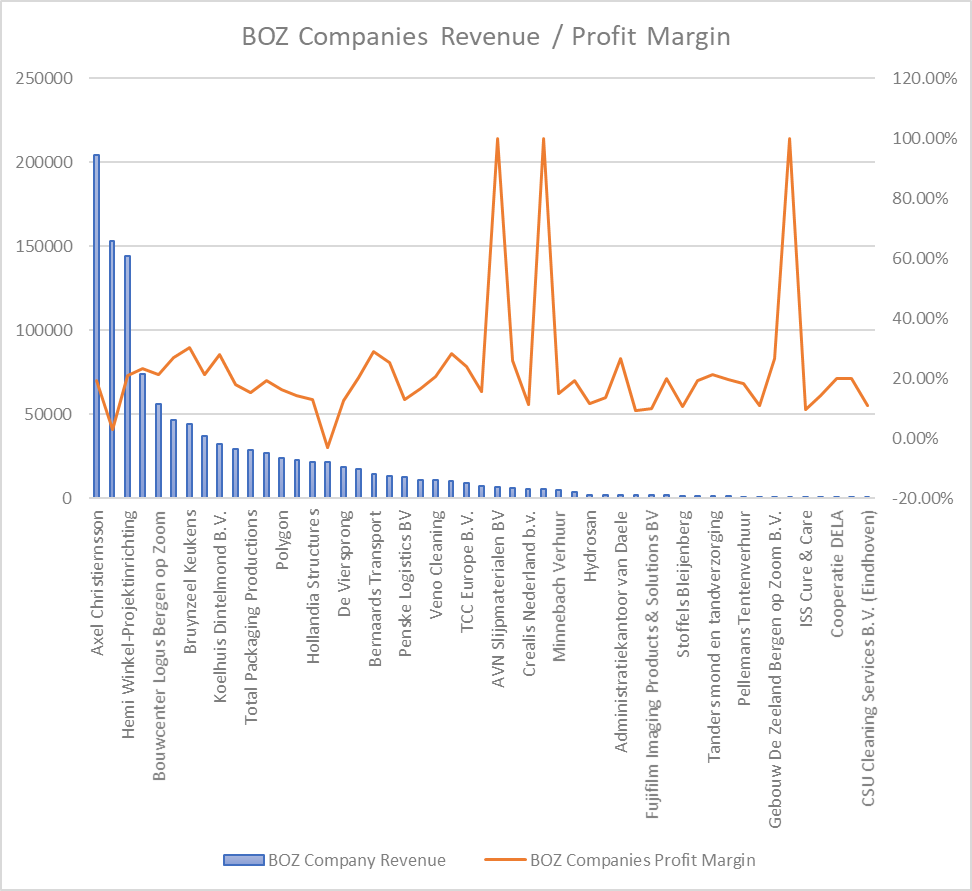 BOZ Companies Revenue / Profit Margin
250000
200000
150000
100000
50000
0
120.00%
100.00%
80.00%
60.00%
40.00%
20.00%
0.00%
-20.00%
Axel Christiernsson
Hemi Winkel-Projektinrichting
Bouwcenter Logus Bergen op Zoom
Bruynzeel Keukens
Koelhuis Dintelmond B.V.
Total Packaging Productions
Polygon
Hollandia Structures
De Viersprong
Bernaards Transport
Penske Logistics BV
Veno Cleaning
TCC Europe B.V.
AVN Slijpmaterialen BV
Crealis Nederland b.v.
Minnebach Verhuur
Hydrosan
Administratiekantoor van Daele
Fujifilm Imaging Products & Solutions BV
Stoffels Bleijenberg
Tandersmond en tandverzorging
Pellemans Tentenverhuur
Gebouw De Zeeland Bergen op Zoom B.V.
ISS Cure & Care
Cooperatie DELA
CSU Cleaning Services B.V. (Eindhoven)
BOZ Company Revenue
BOZ Companies Profit Margin